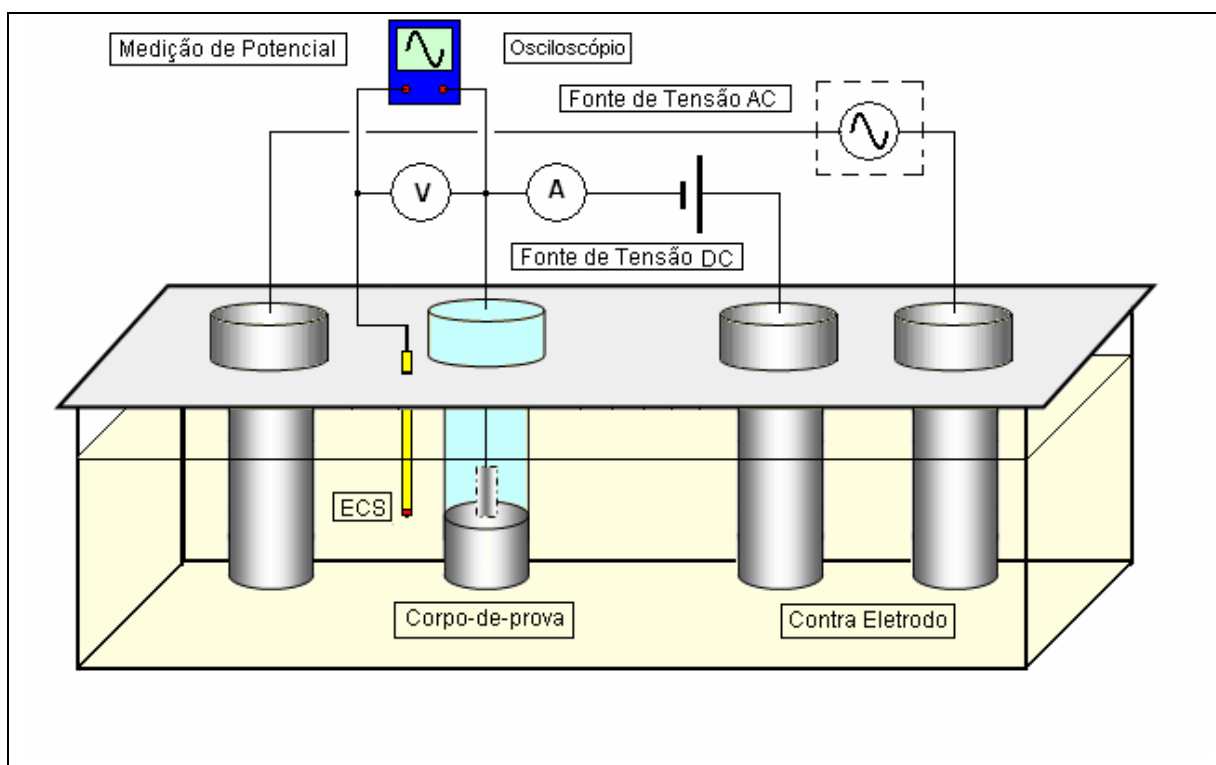 Medição de Potencial
Osciloscópio
Fonte de Tensão AC
V
A
Fonte de Tensão DC
ECS
Corpo-de-prova
Contra Eletrodo